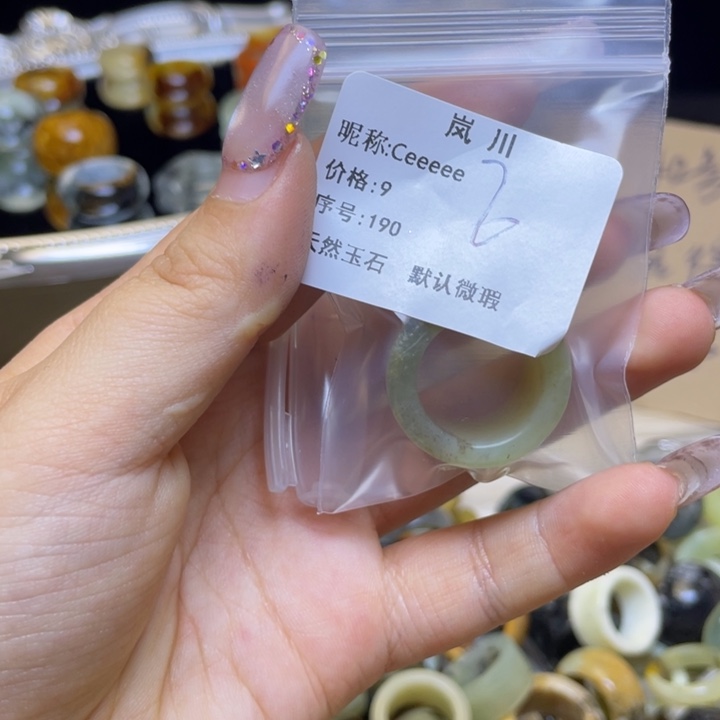 岚川
昵称:Ceeeee
价格:9
序号:190
天然玉石 默认微瑕